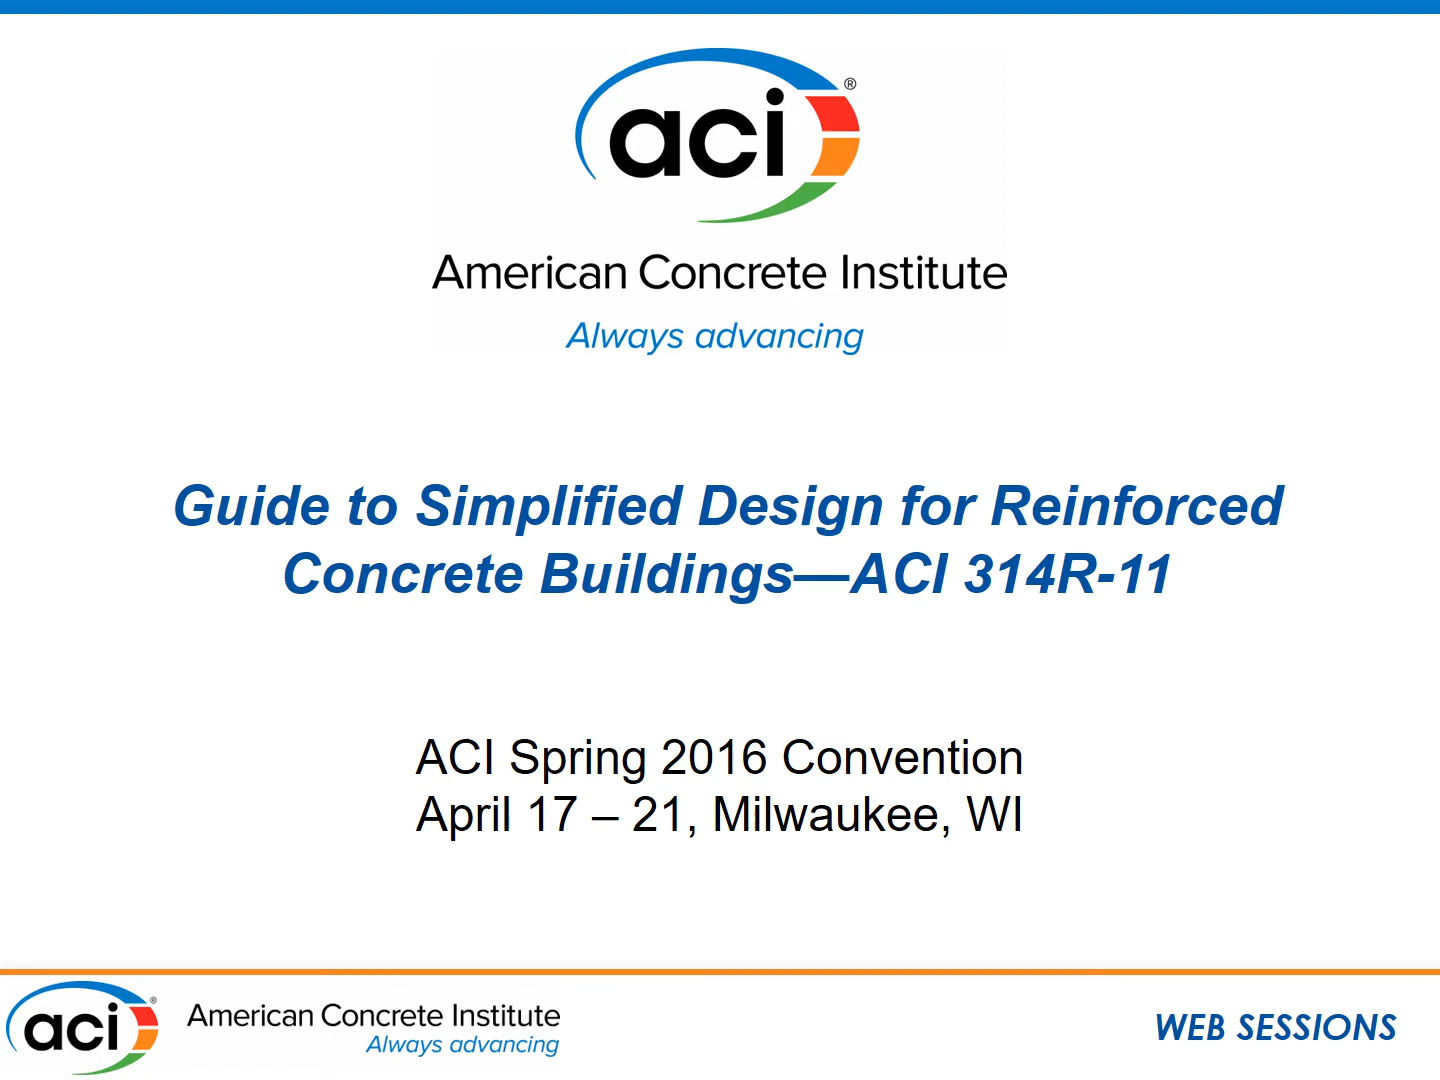 aci®
American Concrete Institute
Always advancing
Guide to Simplified Design for Reinforced
Concrete Buildings—ACI 314R-11
ACI Spring 2016 Convention
April 17 – 21, Milwaukee, WI
aci®
American Concrete Institute
Always advancing
WEB SESSIONS